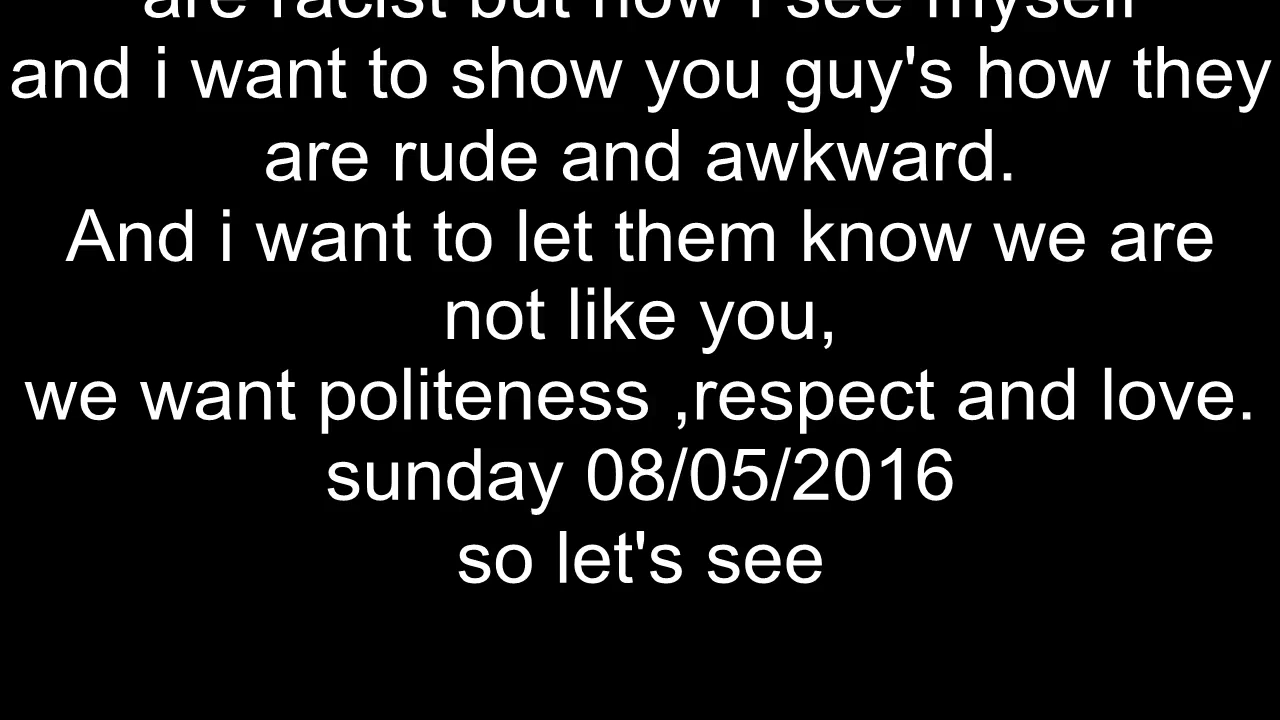 are racist but now i see myself
and i want to show you guy's how they
are rude and awkward.
And i want to let them know we are
not like you,
we want politeness ,respect and love.
sunday 08/05/2016
so let's see